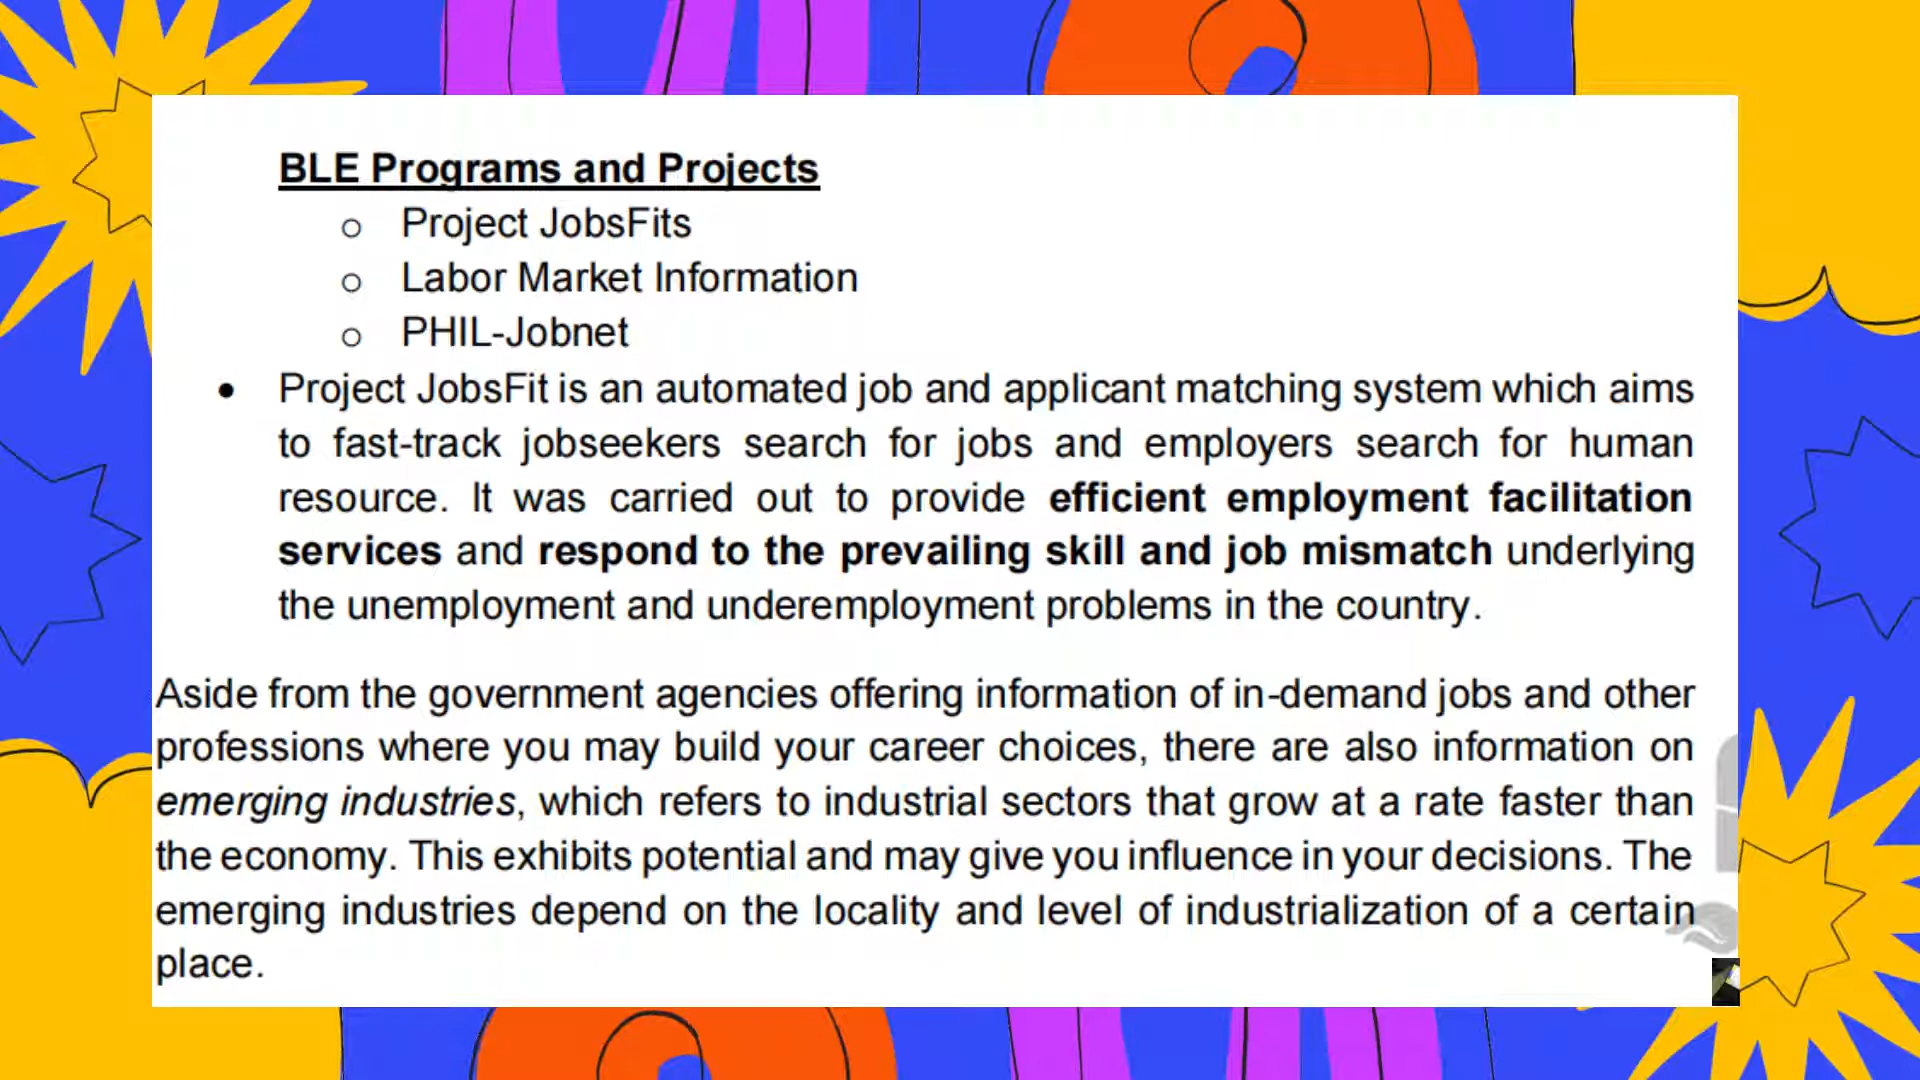 BLE Programs and Projects
o Project JobsFits
o Labor Market Information
o PHIL-Jobnet
• Project JobsFit is an automated job and applicant matching system which aims
to fast-track jobseekers search for jobs and employers search for human
resource. It was carried out to provide efficient employment facilitation
services and respond to the prevailing skill and job mismatch underlying
the unemployment and underemployment problems in the country.
Aside from the government agencies offering information of in-demand jobs and other
professions where you may build your career choices, there are also information on
emerging industries, which refers to industrial sectors that grow at a rate faster than
the economy. This exhibits potential and may give you influence in your decisions. The
emerging industries depend on the locality and level of industrialization of a certain
place.